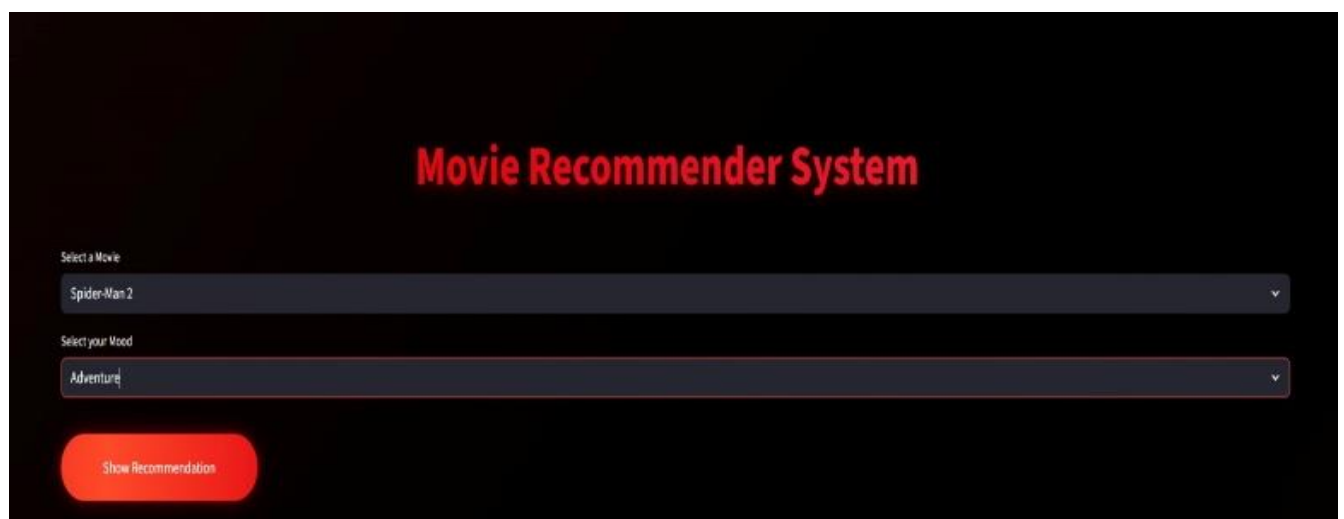 Movie Recommender System
Select a Movie
Spider-Man 2
Select your Mood
Adventure
Show Recommendation